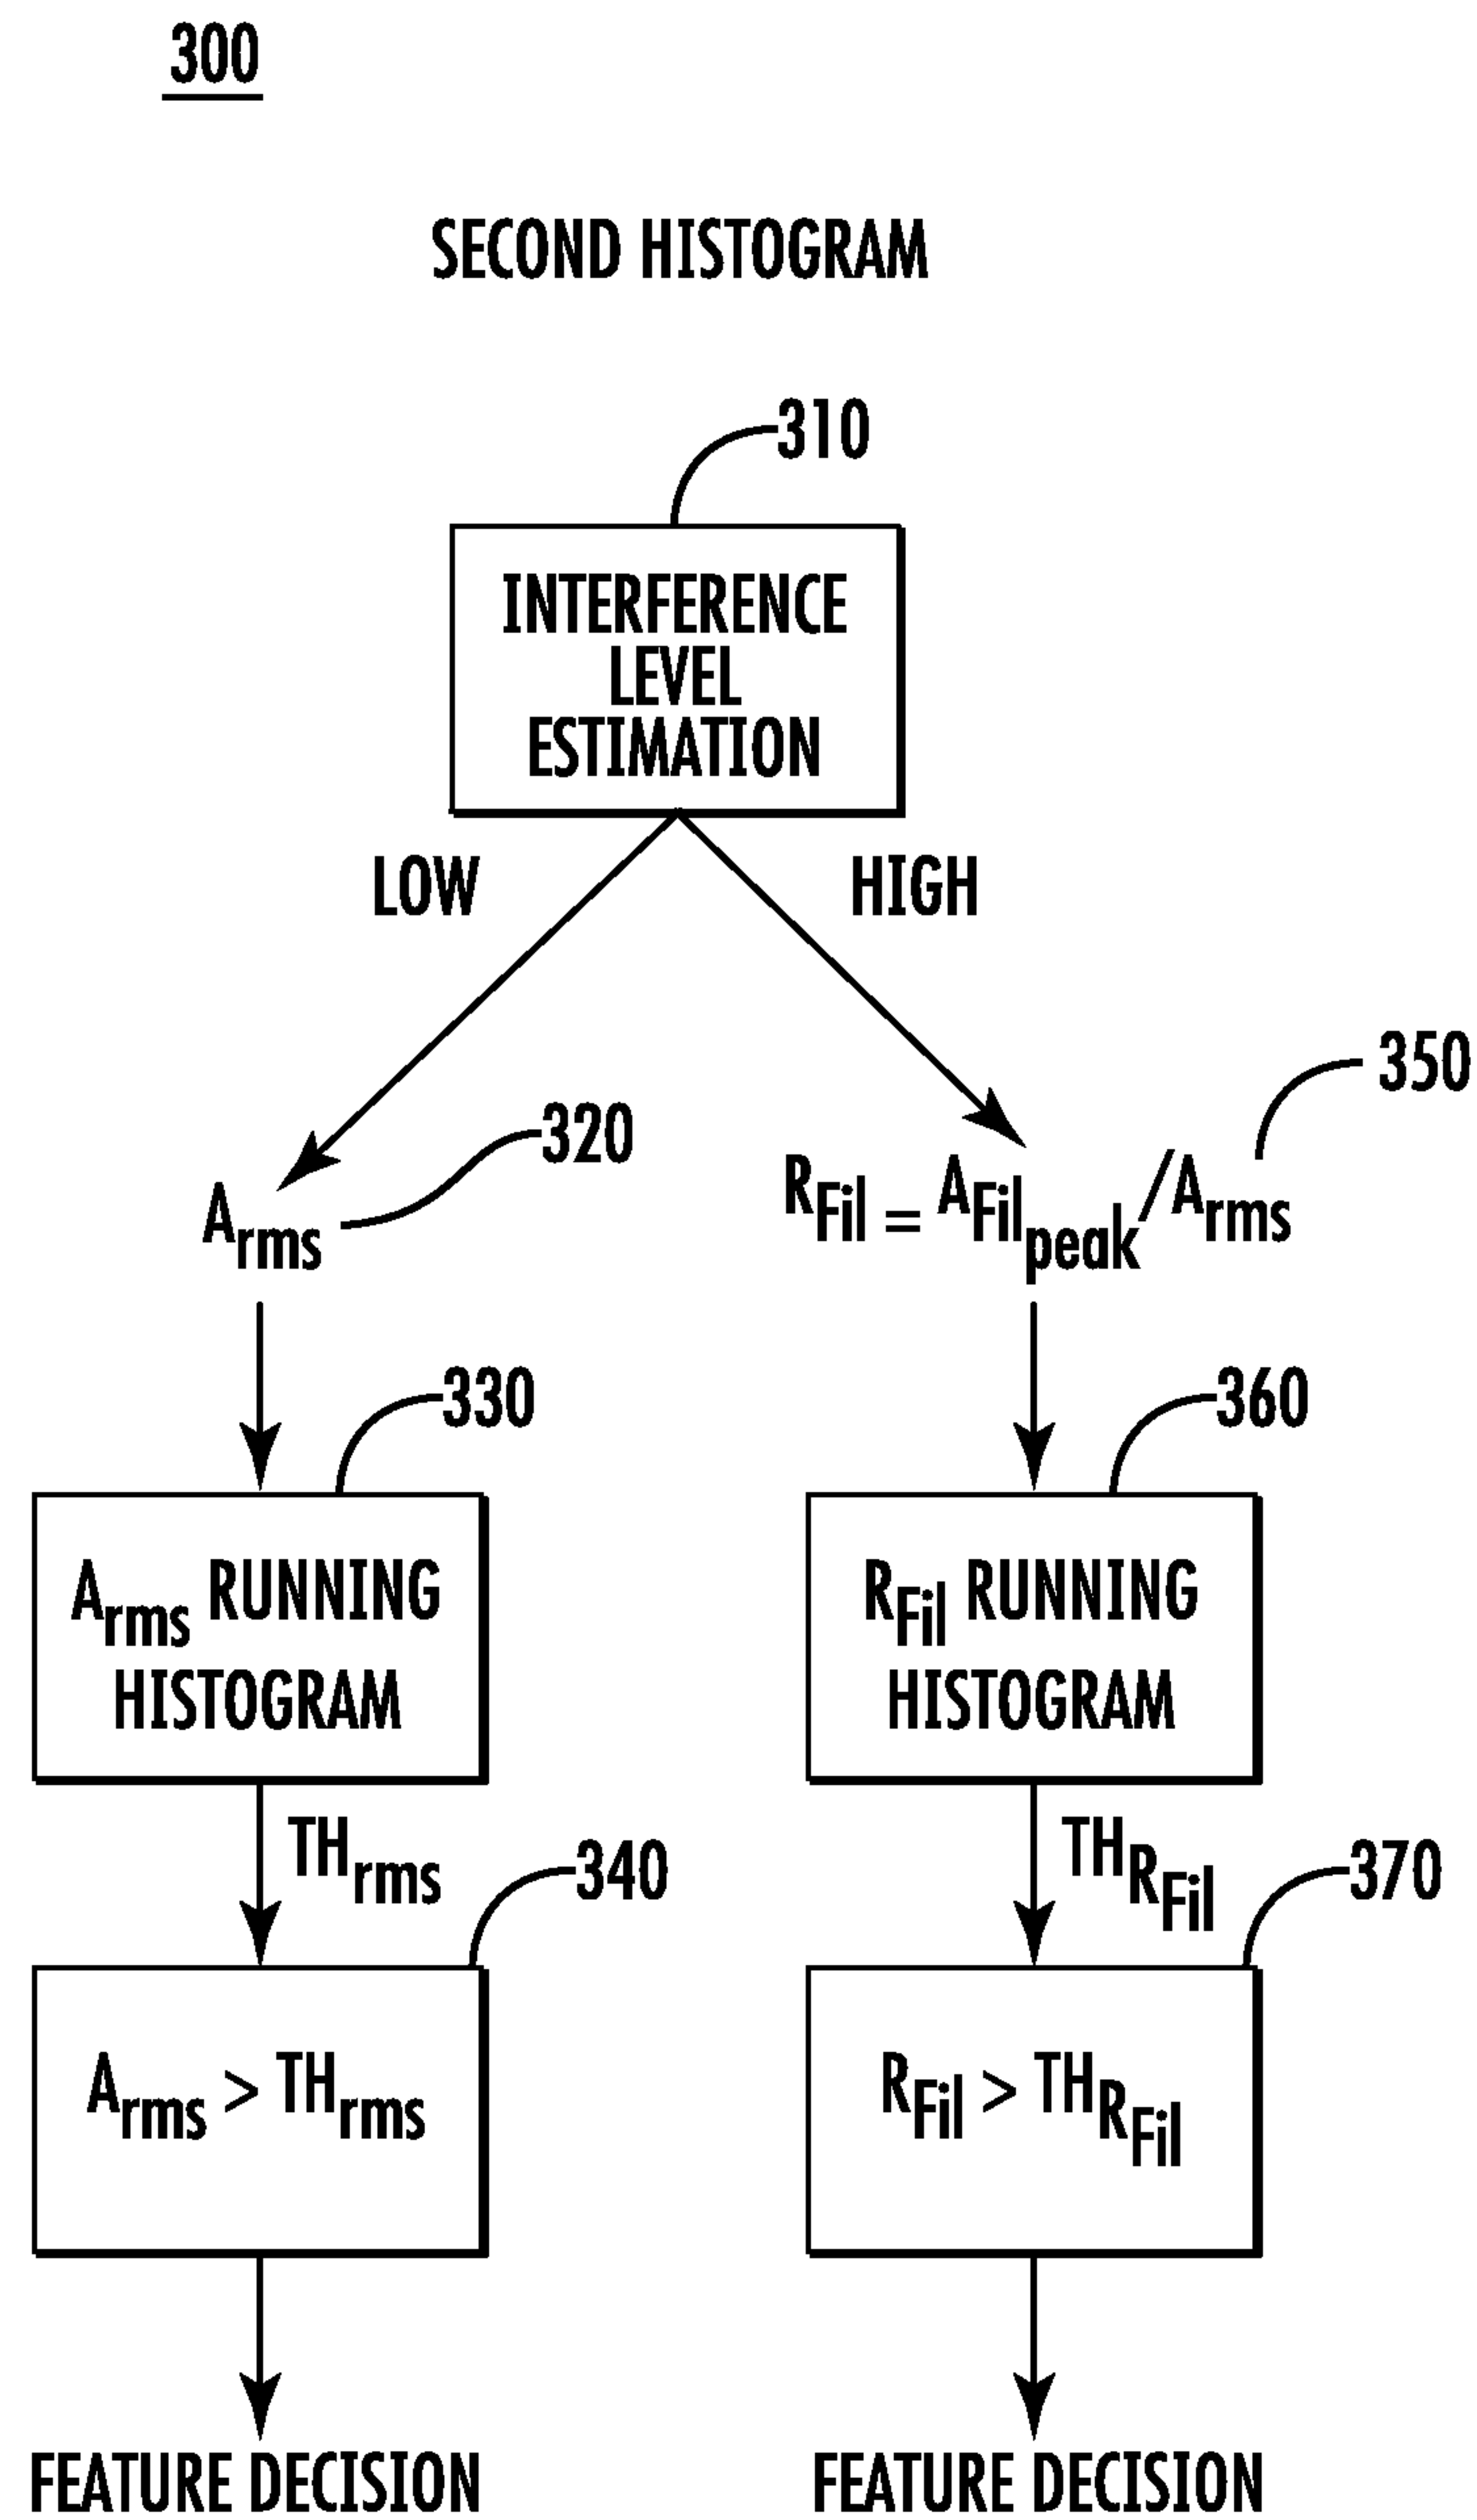 300
SECOND HISTOGRAM
310
INTERFERENCE
LEVEL
ESTIMATION
LOW
HIGH
350
320
Arms
RFil = AFilpeak/Arms
330
360
Arms RUNNING
HISTOGRAM
RFil RUNNING
HISTOGRAM
THrms
340
THRFil
370
Arms > THrms
RFil > THRFil
FEATURE DECISION
FEATURE DECISION